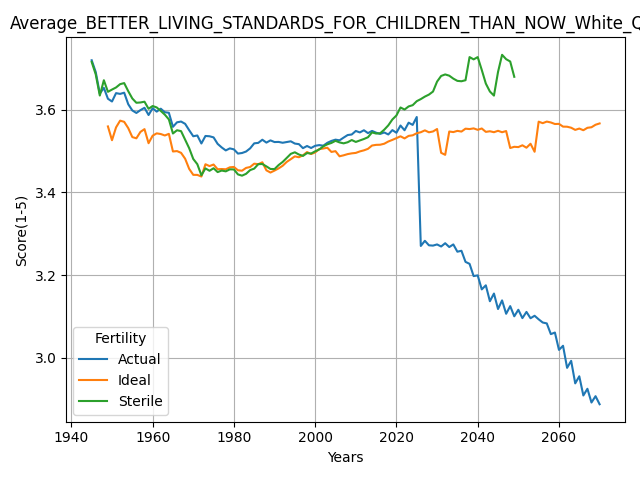 Average_BETTER_LIVING_STANDARDS_FOR_CHILDREN_THAN_NOW_White_Q
Score(1-5)
3.6
3.4
3.2
3.0
Fertility
Actual
Ideal
Sterile
1940 1960 1980 2000 2020 2040 2060
Years